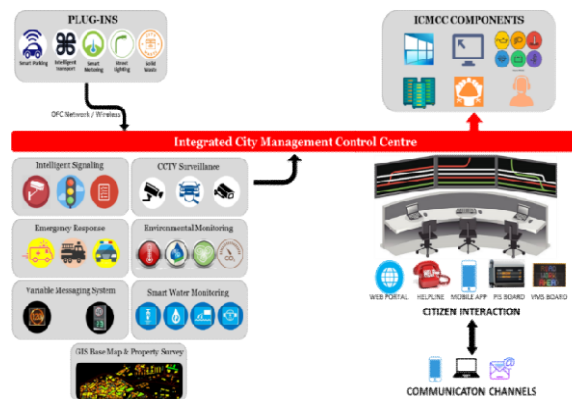 PLUG-INS
Smart Parking
Intelligent Transport
Smart Metering
Street Lighting
Solid Waste
OFC Network / Wireless
ICMCC COMPONENTS
Integrated City Management Control Centre
Intelligent Signaling
CCTV Surveillance
Emergency Response
Environmental Monitoring
CO₂
Variable Messaging System
Smart Water Monitoring
GIS Base Map & Property Survey
HELP
WEB PORTAL
HELPLINE
MOBILE APP
PIS BOARD
VMS BOARD
CITIZEN INTERACTION
COMMUNICATON CHANNELS